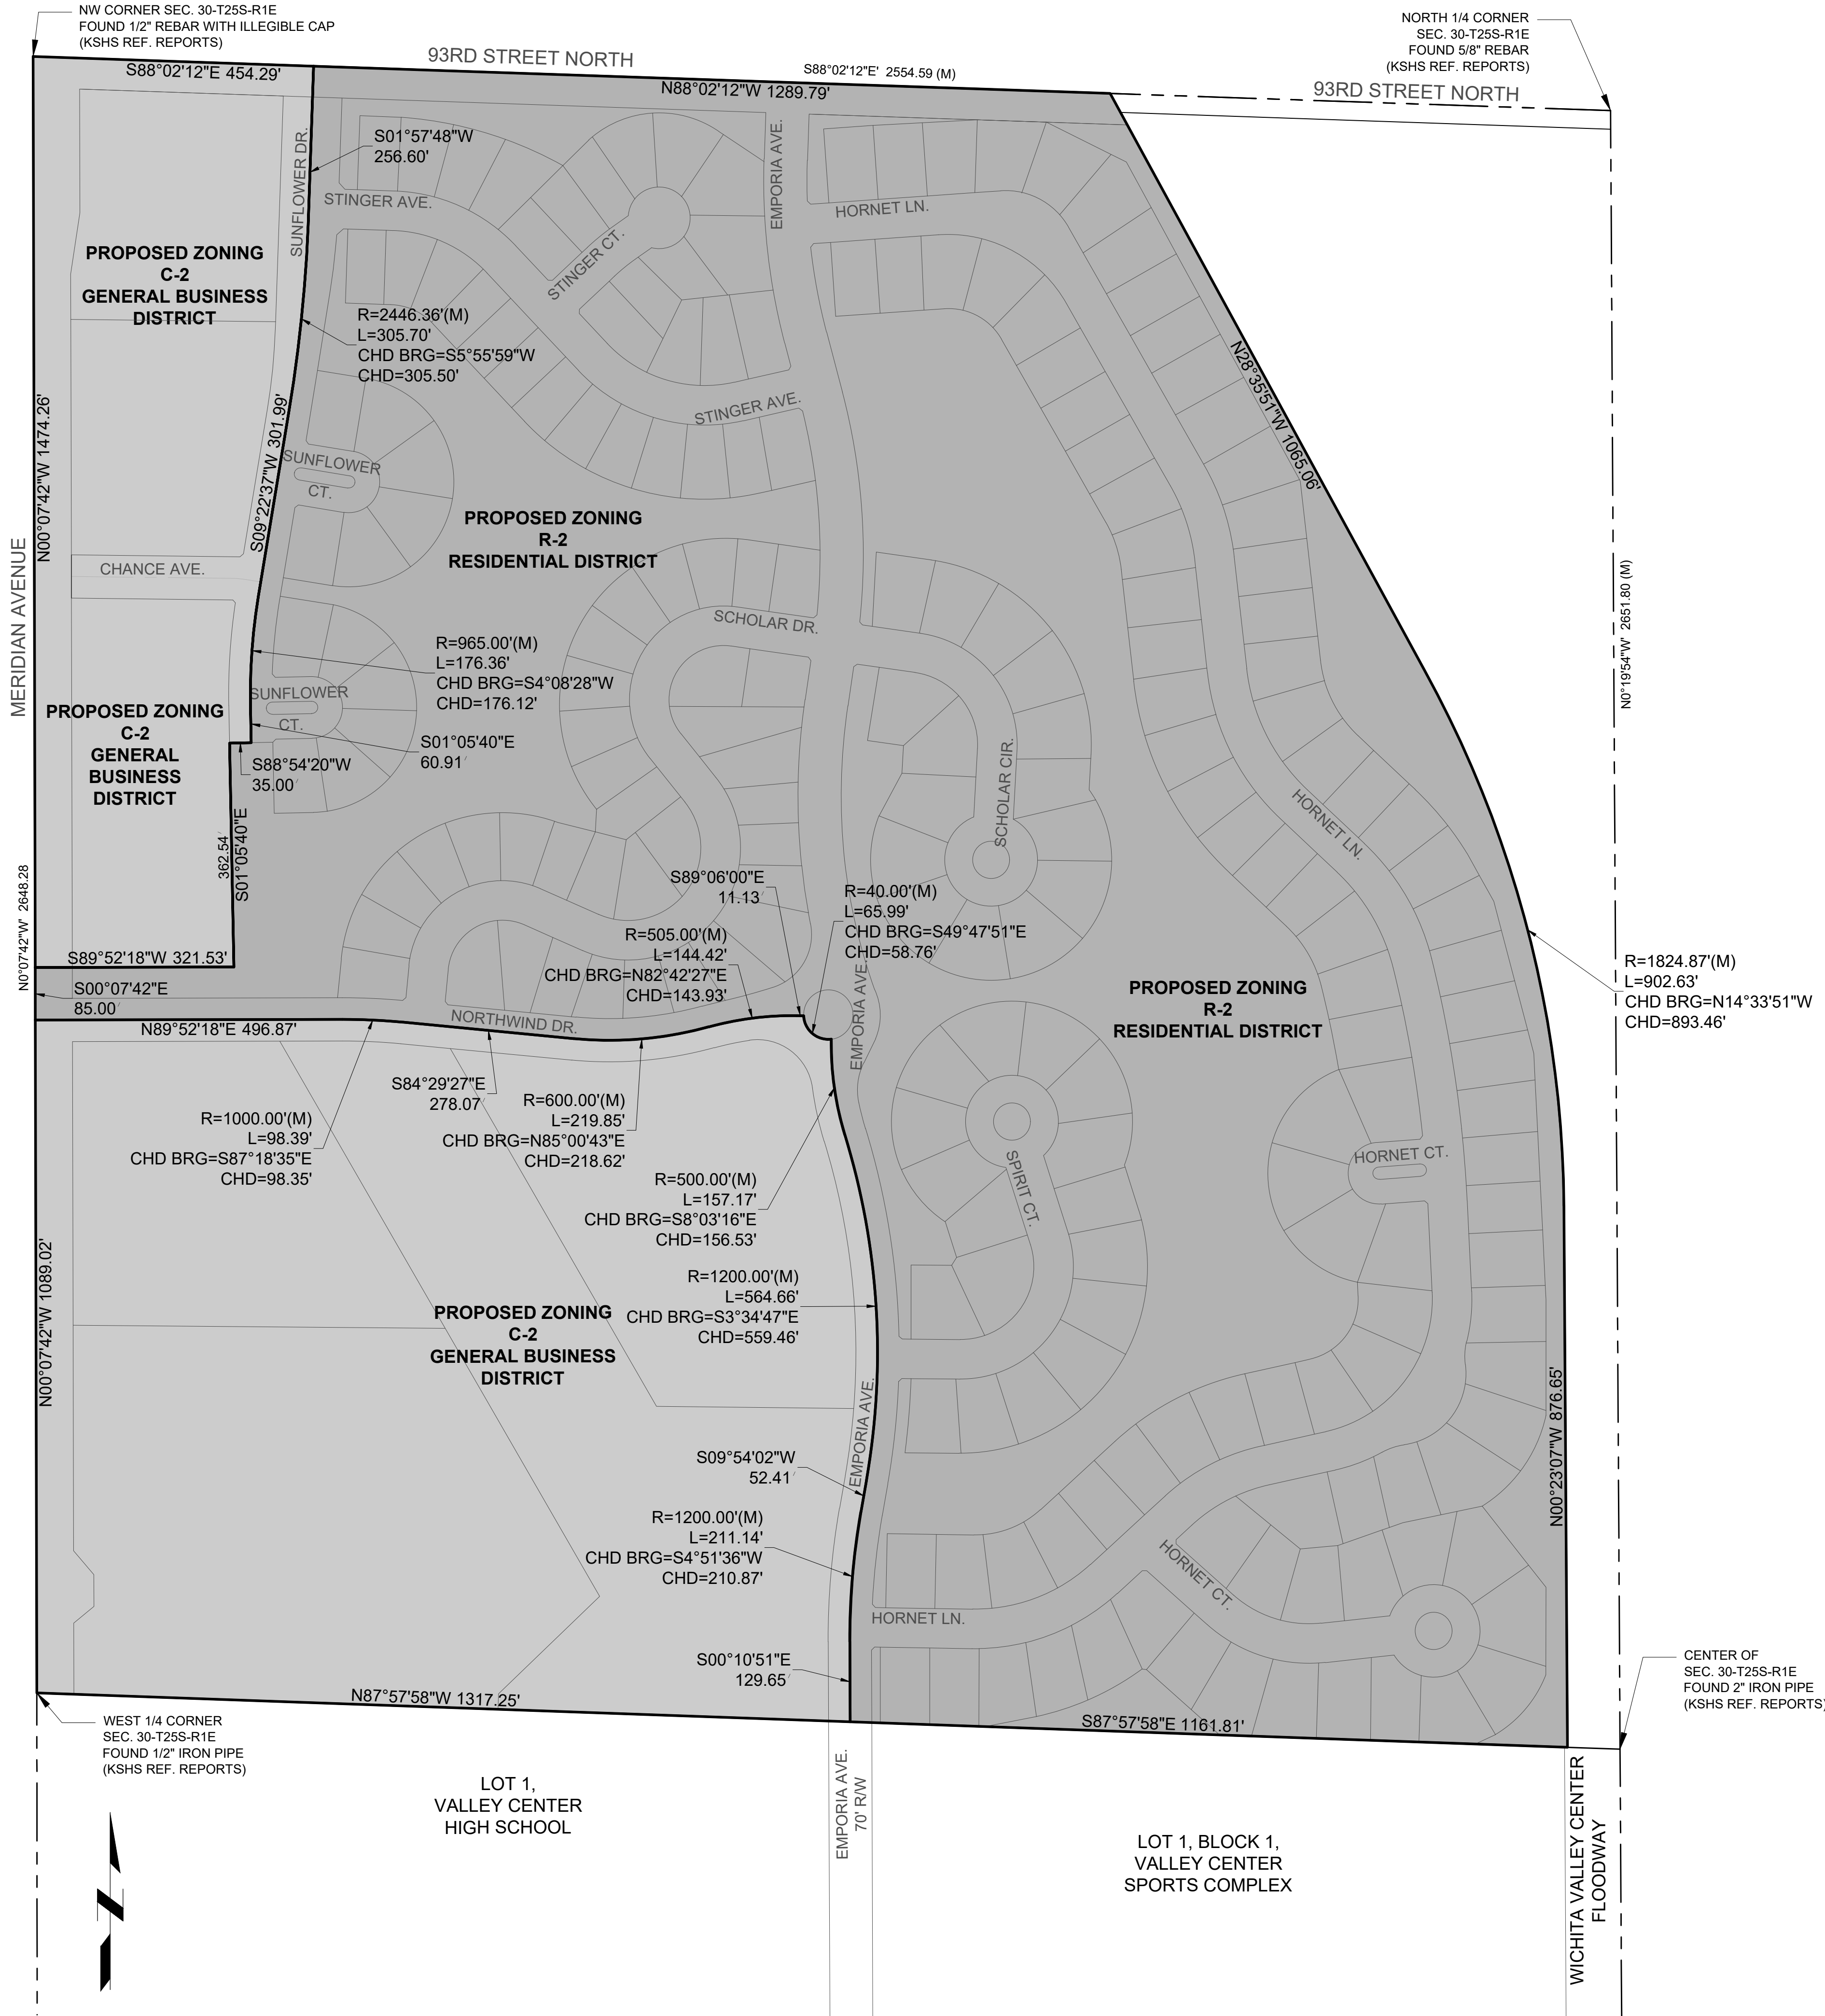 NW CORNER SEC. 30-T25S-R1E
FOUND 1/2" REBAR WITH ILLEGIBLE CAP
(KSHS REF. REPORTS)
NORTH 1/4 CORNER
SEC. 30-T25S-R1E
FOUND 5/8" REBAR
(KSHS REF. REPORTS)
93RD STREET NORTH
S88°02'12"E 454.29'
S88°02'12"E' 2554.59 (M)
N88°02'12"W 1289.79'
93RD STREET NORTH
SUNFLOWER DR.
S01°57'48"W
256.60'
EMPORIA AVE.
STINGER AVE.
HORNET LN.
STINGER CT.
PROPOSED ZONING
C-2
GENERAL BUSINESS
DISTRICT
R=2446.36'(M)
L=305.70'
CHD BRG=S5°55'59"W
CHD=305.50'
N28°35'51"W 1065.06'
STINGER AVE.
N00°07'42"W 1474.26'
S09°22'37"W 301.99'
SUNFLOWER
CT.
PROPOSED ZONING
R-2
RESIDENTIAL DISTRICT
CHANCE AVE.
MERIDIAN AVENUE
N0°19'54"W' 2651.80 (M)
SCHOLAR DR.
R=965.00'(M)
L=176.36'
CHD BRG=S4°08'28"W
CHD=176.12'
SUNFLOWER
CT.
PROPOSED ZONING
C-2
GENERAL
BUSINESS
DISTRICT
S01°05'40"E
60.91'
S88°54'20"W
35.00'
SCHOLAR CIR.
HORNET LN.
362.54'
S01°05'40"E
N0°07'42"W' 2648.28
S89°06'00"E
11.13'
R=40.00'(M)
L=65.99'
CHD BRG=S49°47'51"E
CHD=58.76'
R=505.00'(M)
L=144.42'
CHD BRG=N82°42'27"E
CHD=143.93'
S89°52'18"W 321.53'
S00°07'42"E
85.00'
EMPORIA AVE.
PROPOSED ZONING
R-2
RESIDENTIAL DISTRICT
R=1824.87'(M)
L=902.63'
CHD BRG=N14°33'51"W
CHD=893.46'
N89°52'18"E 496.87'
NORTHWIND DR.
S84°29'27"E
278.07'
R=600.00'(M)
L=219.85'
CHD BRG=N85°00'43"E
CHD=218.62'
R=1000.00'(M)
L=98.39'
CHD BRG=S87°18'35"E
CHD=98.35'
HORNET CT.
SPIRIT CT.
R=500.00'(M)
L=157.17'
CHD BRG=S8°03'16"E
CHD=156.53'
R=1200.00'(M)
L=564.66'
CHD BRG=S3°34'47"E
CHD=559.46'
N00°07'42"W 1089.02'
PROPOSED ZONING
C-2
GENERAL BUSINESS
DISTRICT
EMPORIA AVE.
N00°23'07"W 876.65'
S09°54'02"W
52.41'
R=1200.00'(M)
L=211.14'
CHD BRG=S4°51'36"W
CHD=210.87'
HORNET CT.
HORNET LN.
S00°10'51"E
129.65'
N87°57'58"W 1317.25'
S87°57'58"E 1161.81'
CENTER OF
SEC. 30-T25S-R1E
FOUND 2" IRON PIPE
(KSHS REF. REPORTS)
WEST 1/4 CORNER
SEC. 30-T25S-R1E
FOUND 1/2" IRON PIPE
(KSHS REF. REPORTS)
LOT 1,
VALLEY CENTER
HIGH SCHOOL
EMPORIA AVE.
70' R/W
LOT 1, BLOCK 1,
VALLEY CENTER
SPORTS COMPLEX
WICHITA VALLEY CENTER
FLOODWAY
N